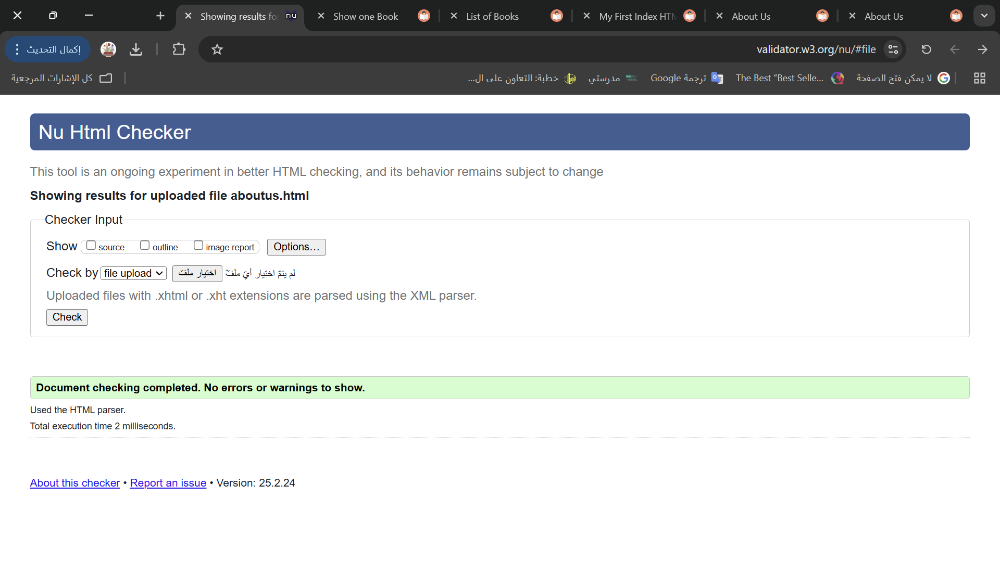 Showing results fo
nu
Show one Book
List of Books
My First Index HTM
About Us
About Us
إكمال التحديث
validator.w3.org/nu/#file
كل الإشارات المرجعية
خطبة: التعاون على ال...
مدرستي
ترجمة Google
The Best “Best Selle...
لا يمكن فتح الصفحة
Nu Html Checker
This tool is an ongoing experiment in better HTML checking, and its behavior remains subject to change
Showing results for uploaded file aboutus.html
Checker Input
Show source outline image report Options...
Check by file upload اختيار ملفّ لم يتمّ اختيار أيّ ملفّ
Uploaded files with .xhtml or .xht extensions are parsed using the XML parser.
Check
Document checking completed. No errors or warnings to show.
Used the HTML parser.
Total execution time 2 milliseconds.
About this checker • Report an issue • Version: 25.2.24